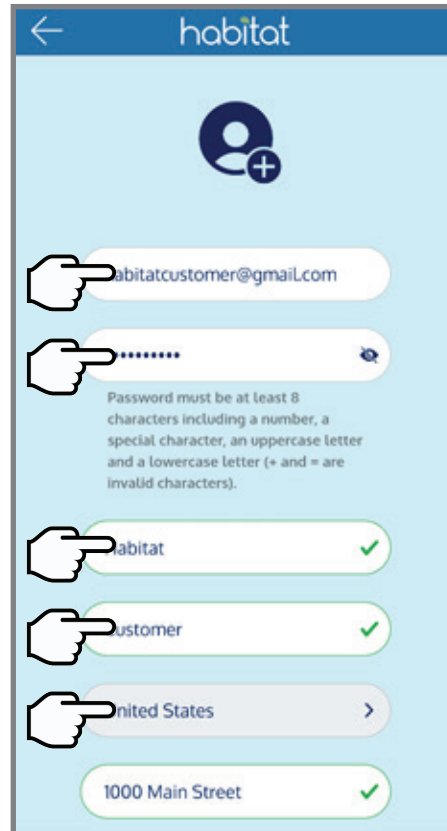 habitat
abitatcustomer@gmail.com
Password must be at least 8
characters including a number, a
special character, an uppercase letter
and a lowercase letter (+ and = are
invalid characters).
abitat
ustomer
nited States
1000 Main Street